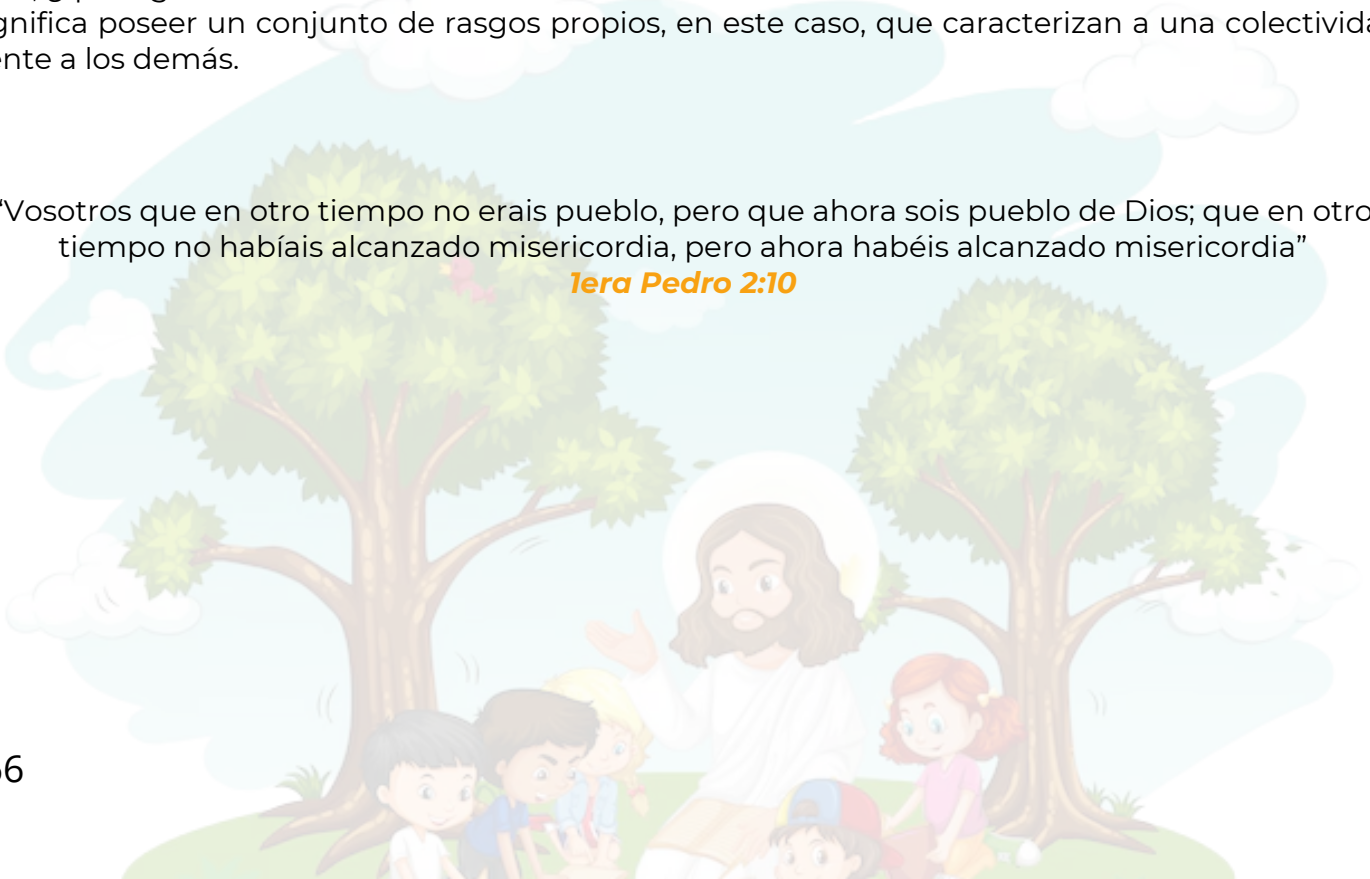 gnifica poseer un conjunto de rasgos propios, en este caso, que caracterizan a una colectivida
ente a los demás.
“Vosotros que en otro tiempo no erais pueblo, pero que ahora sois pueblo de Dios; que en otro
tiempo no habíais alcanzado misericordia, pero ahora habéis alcanzado misericordia”
1era Pedro 2:10
66